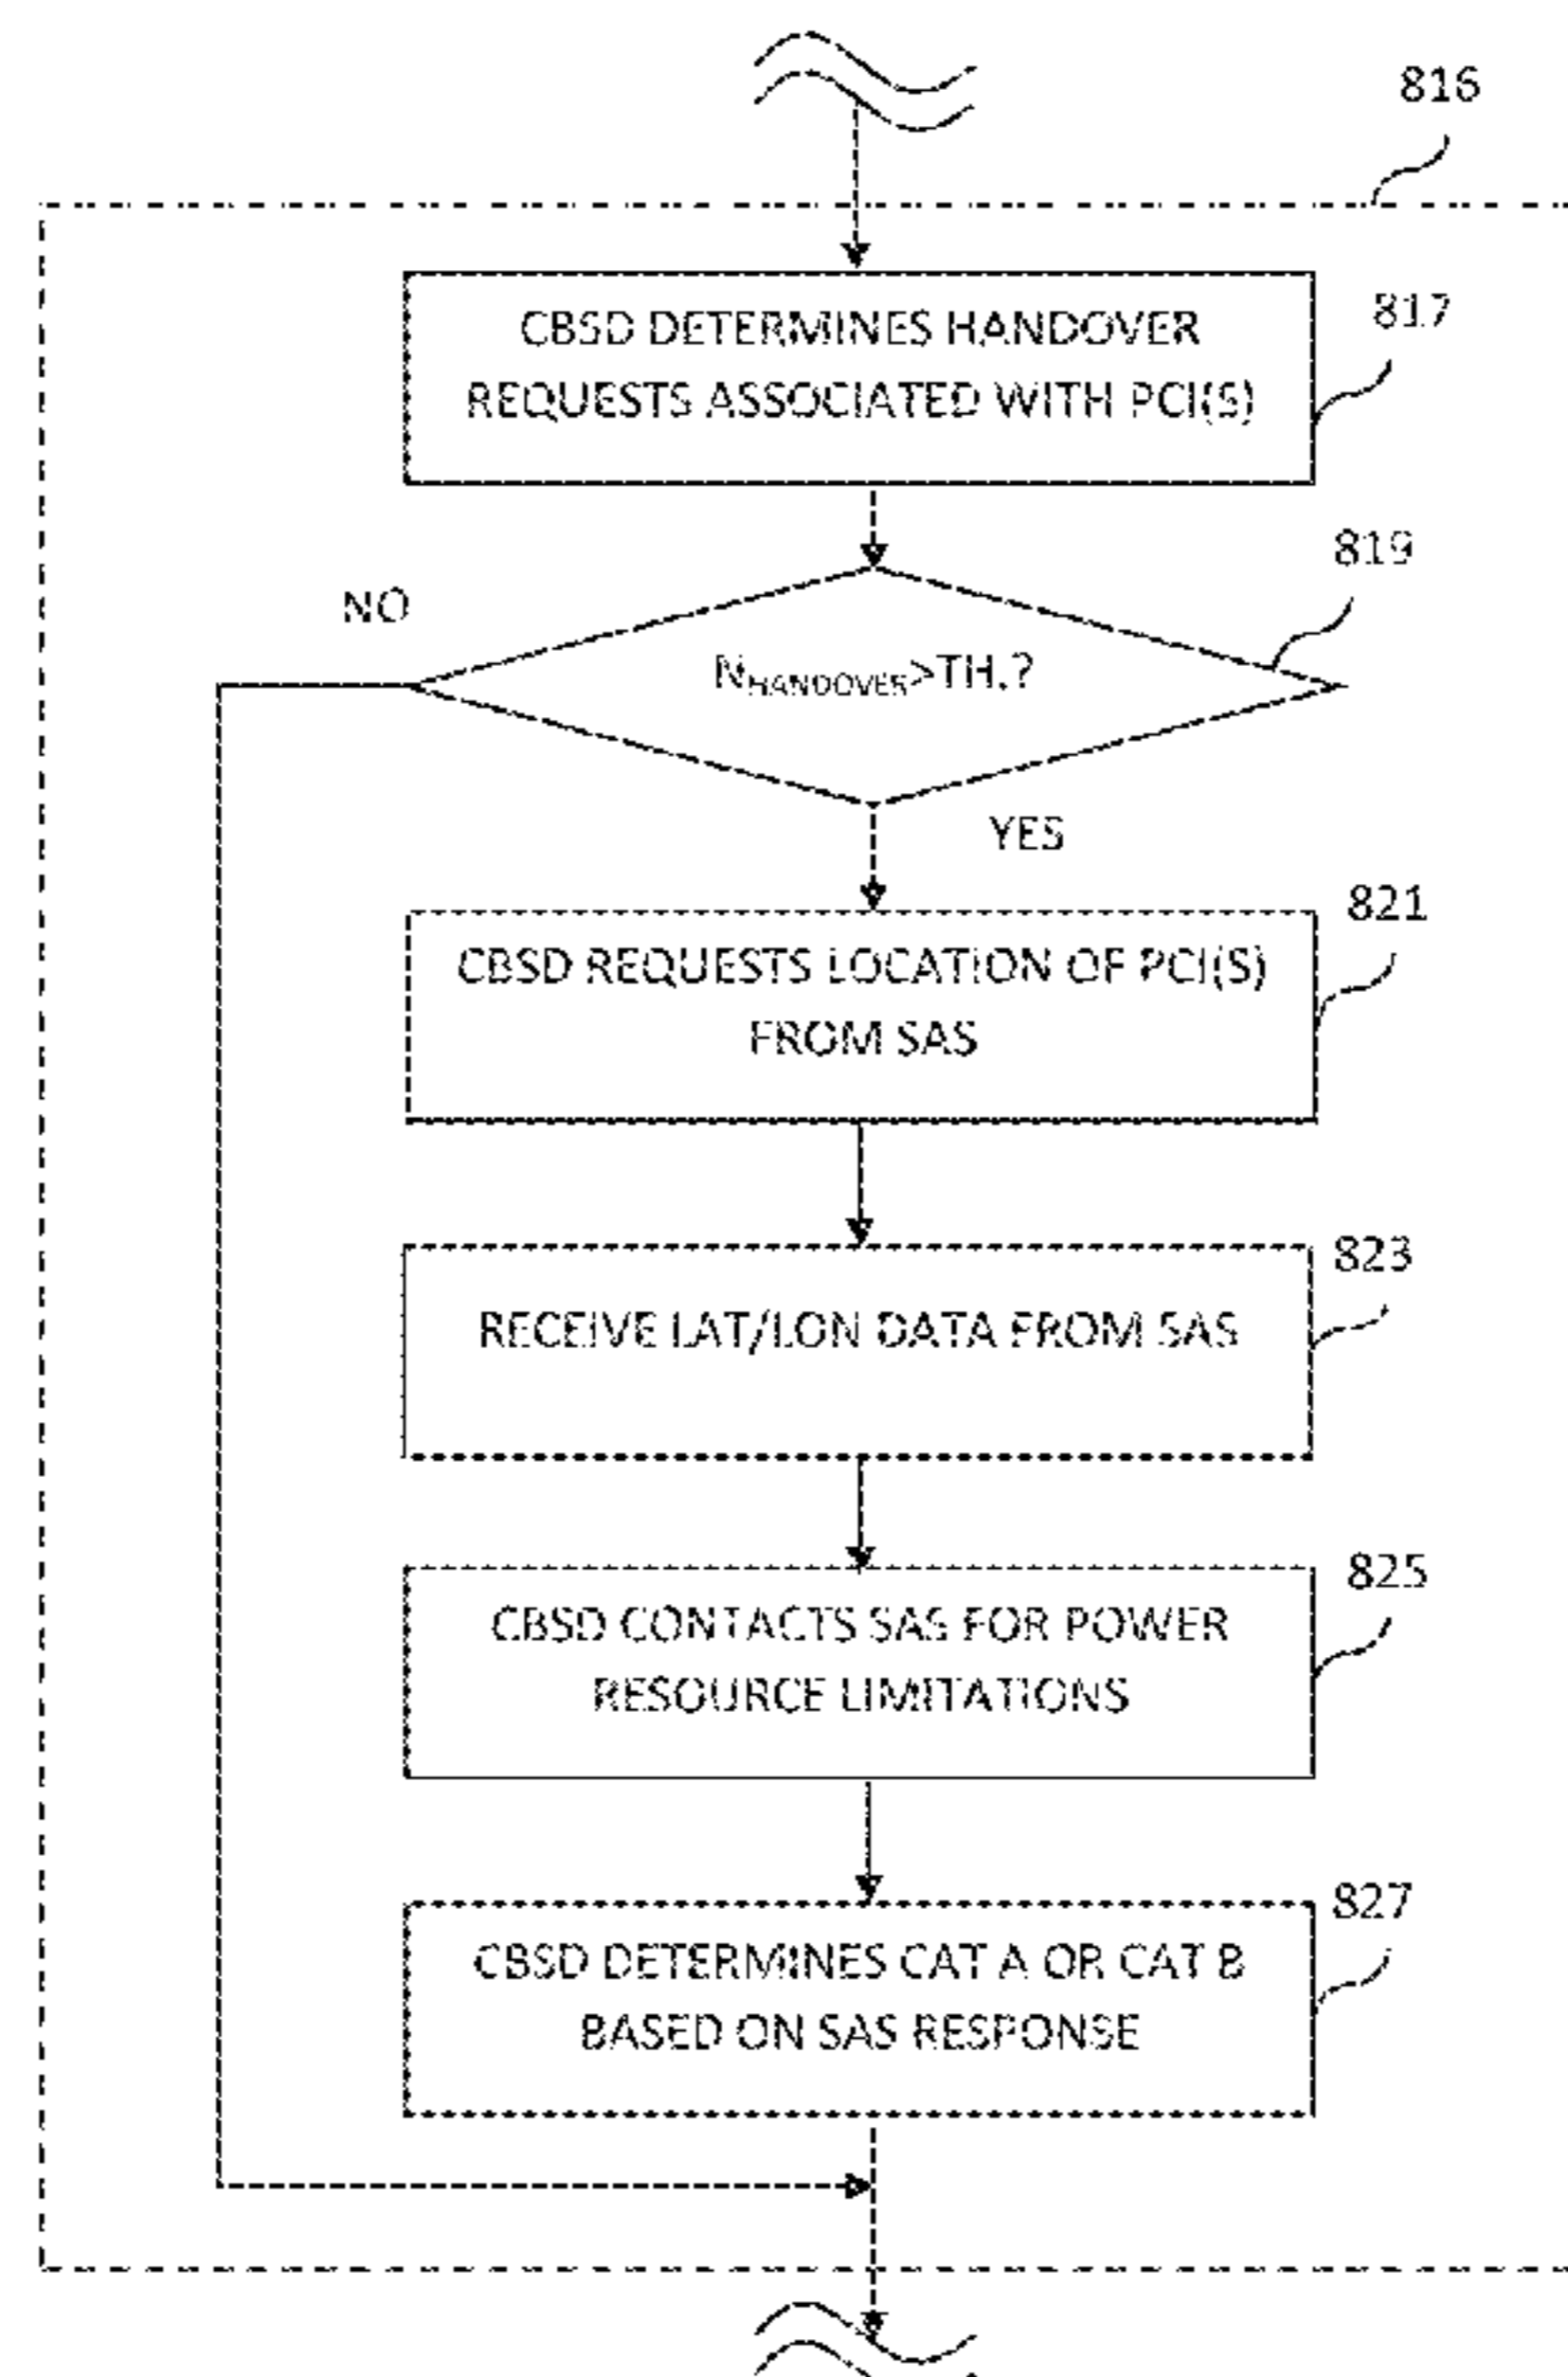 816
CBSD DETERMINES HANDOVER
REQUESTS ASSOCIATED WITH PCI(S)
817
819
NO
NHANDOVER>TH.?
YES
821
CBSD REQUESTS LOCATION OF PCI(S)
FROM SAS
823
RECEIVE LAT/LON DATA FROM SAS
825
CBSD CONTACTS SAS FOR POWER
RESOURCE LIMITATIONS
827
CBSD DETERMINES CAT A OR CAT B
BASED ON SAS RESPONSE